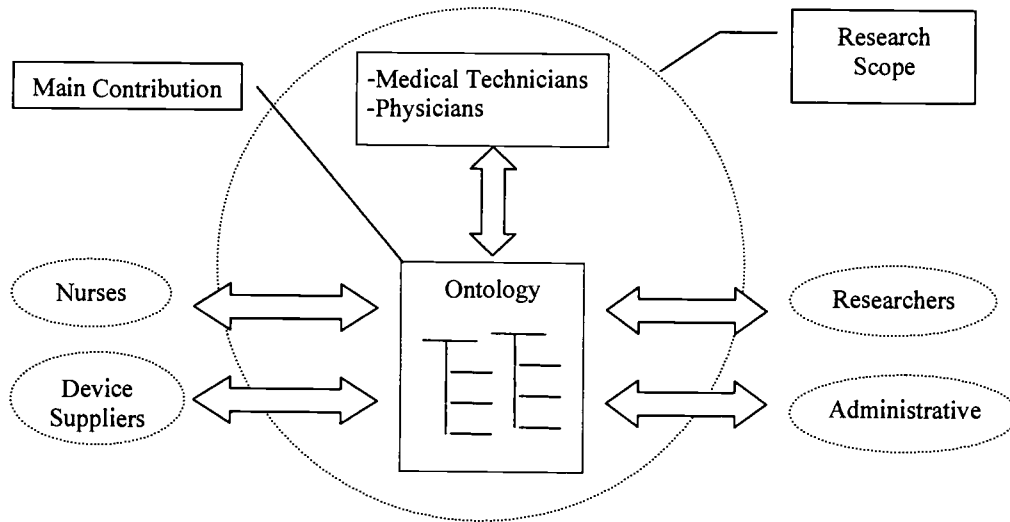 Research
Scope
Main Contribution
-Medical Technicians
-Physicians
Nurses
Ontology
Researchers
Device
Suppliers
Administrative